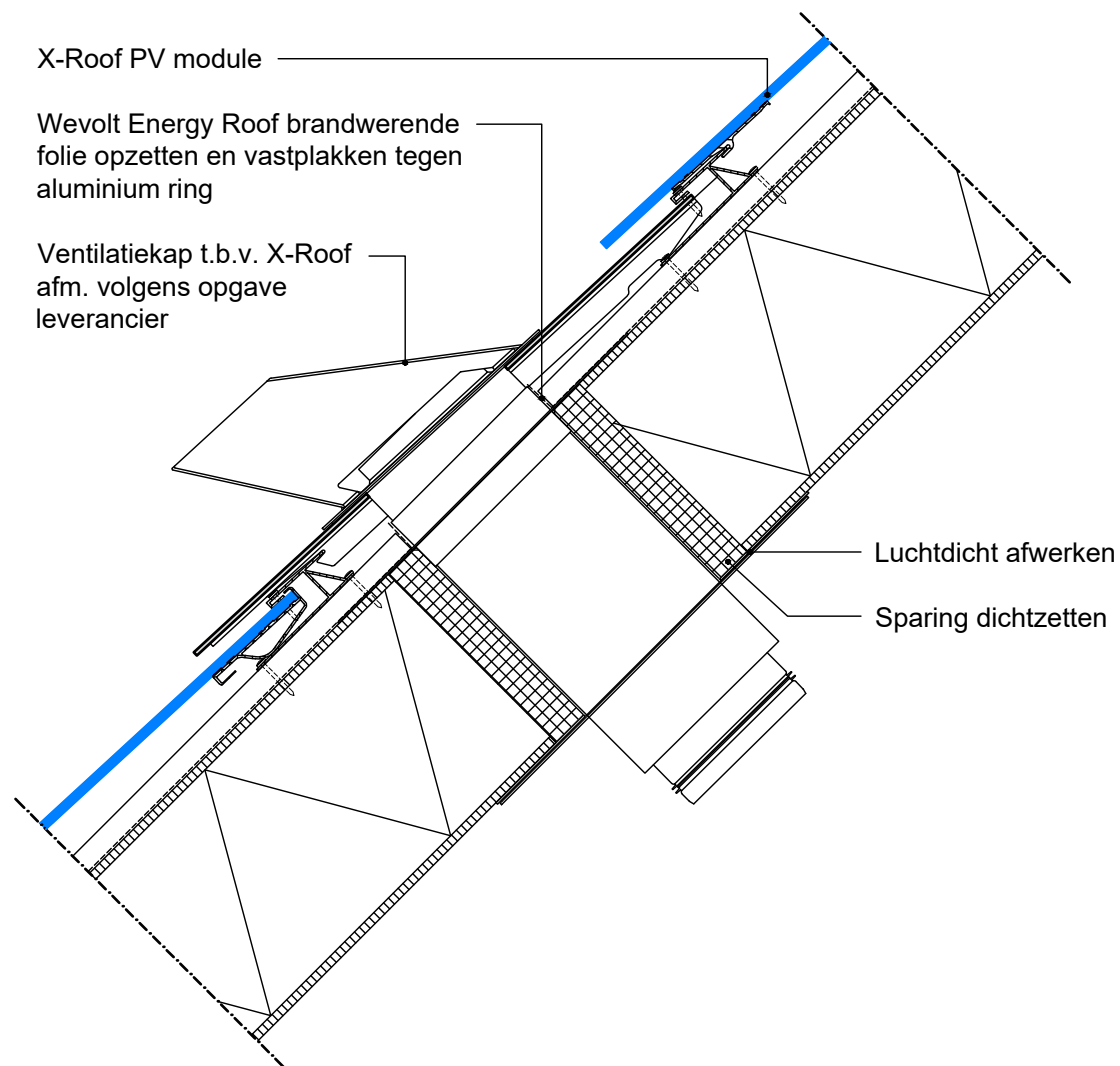 X-Roof PV module
Wevolt Energy Roof brandwerende
folie opzetten en vastplakken tegen
aluminium ring
Ventilatiekap t.b.v. X-Roof
afm. volgens opgave
leverancier
Luchtdicht afwerken
Sparing dichtzetten